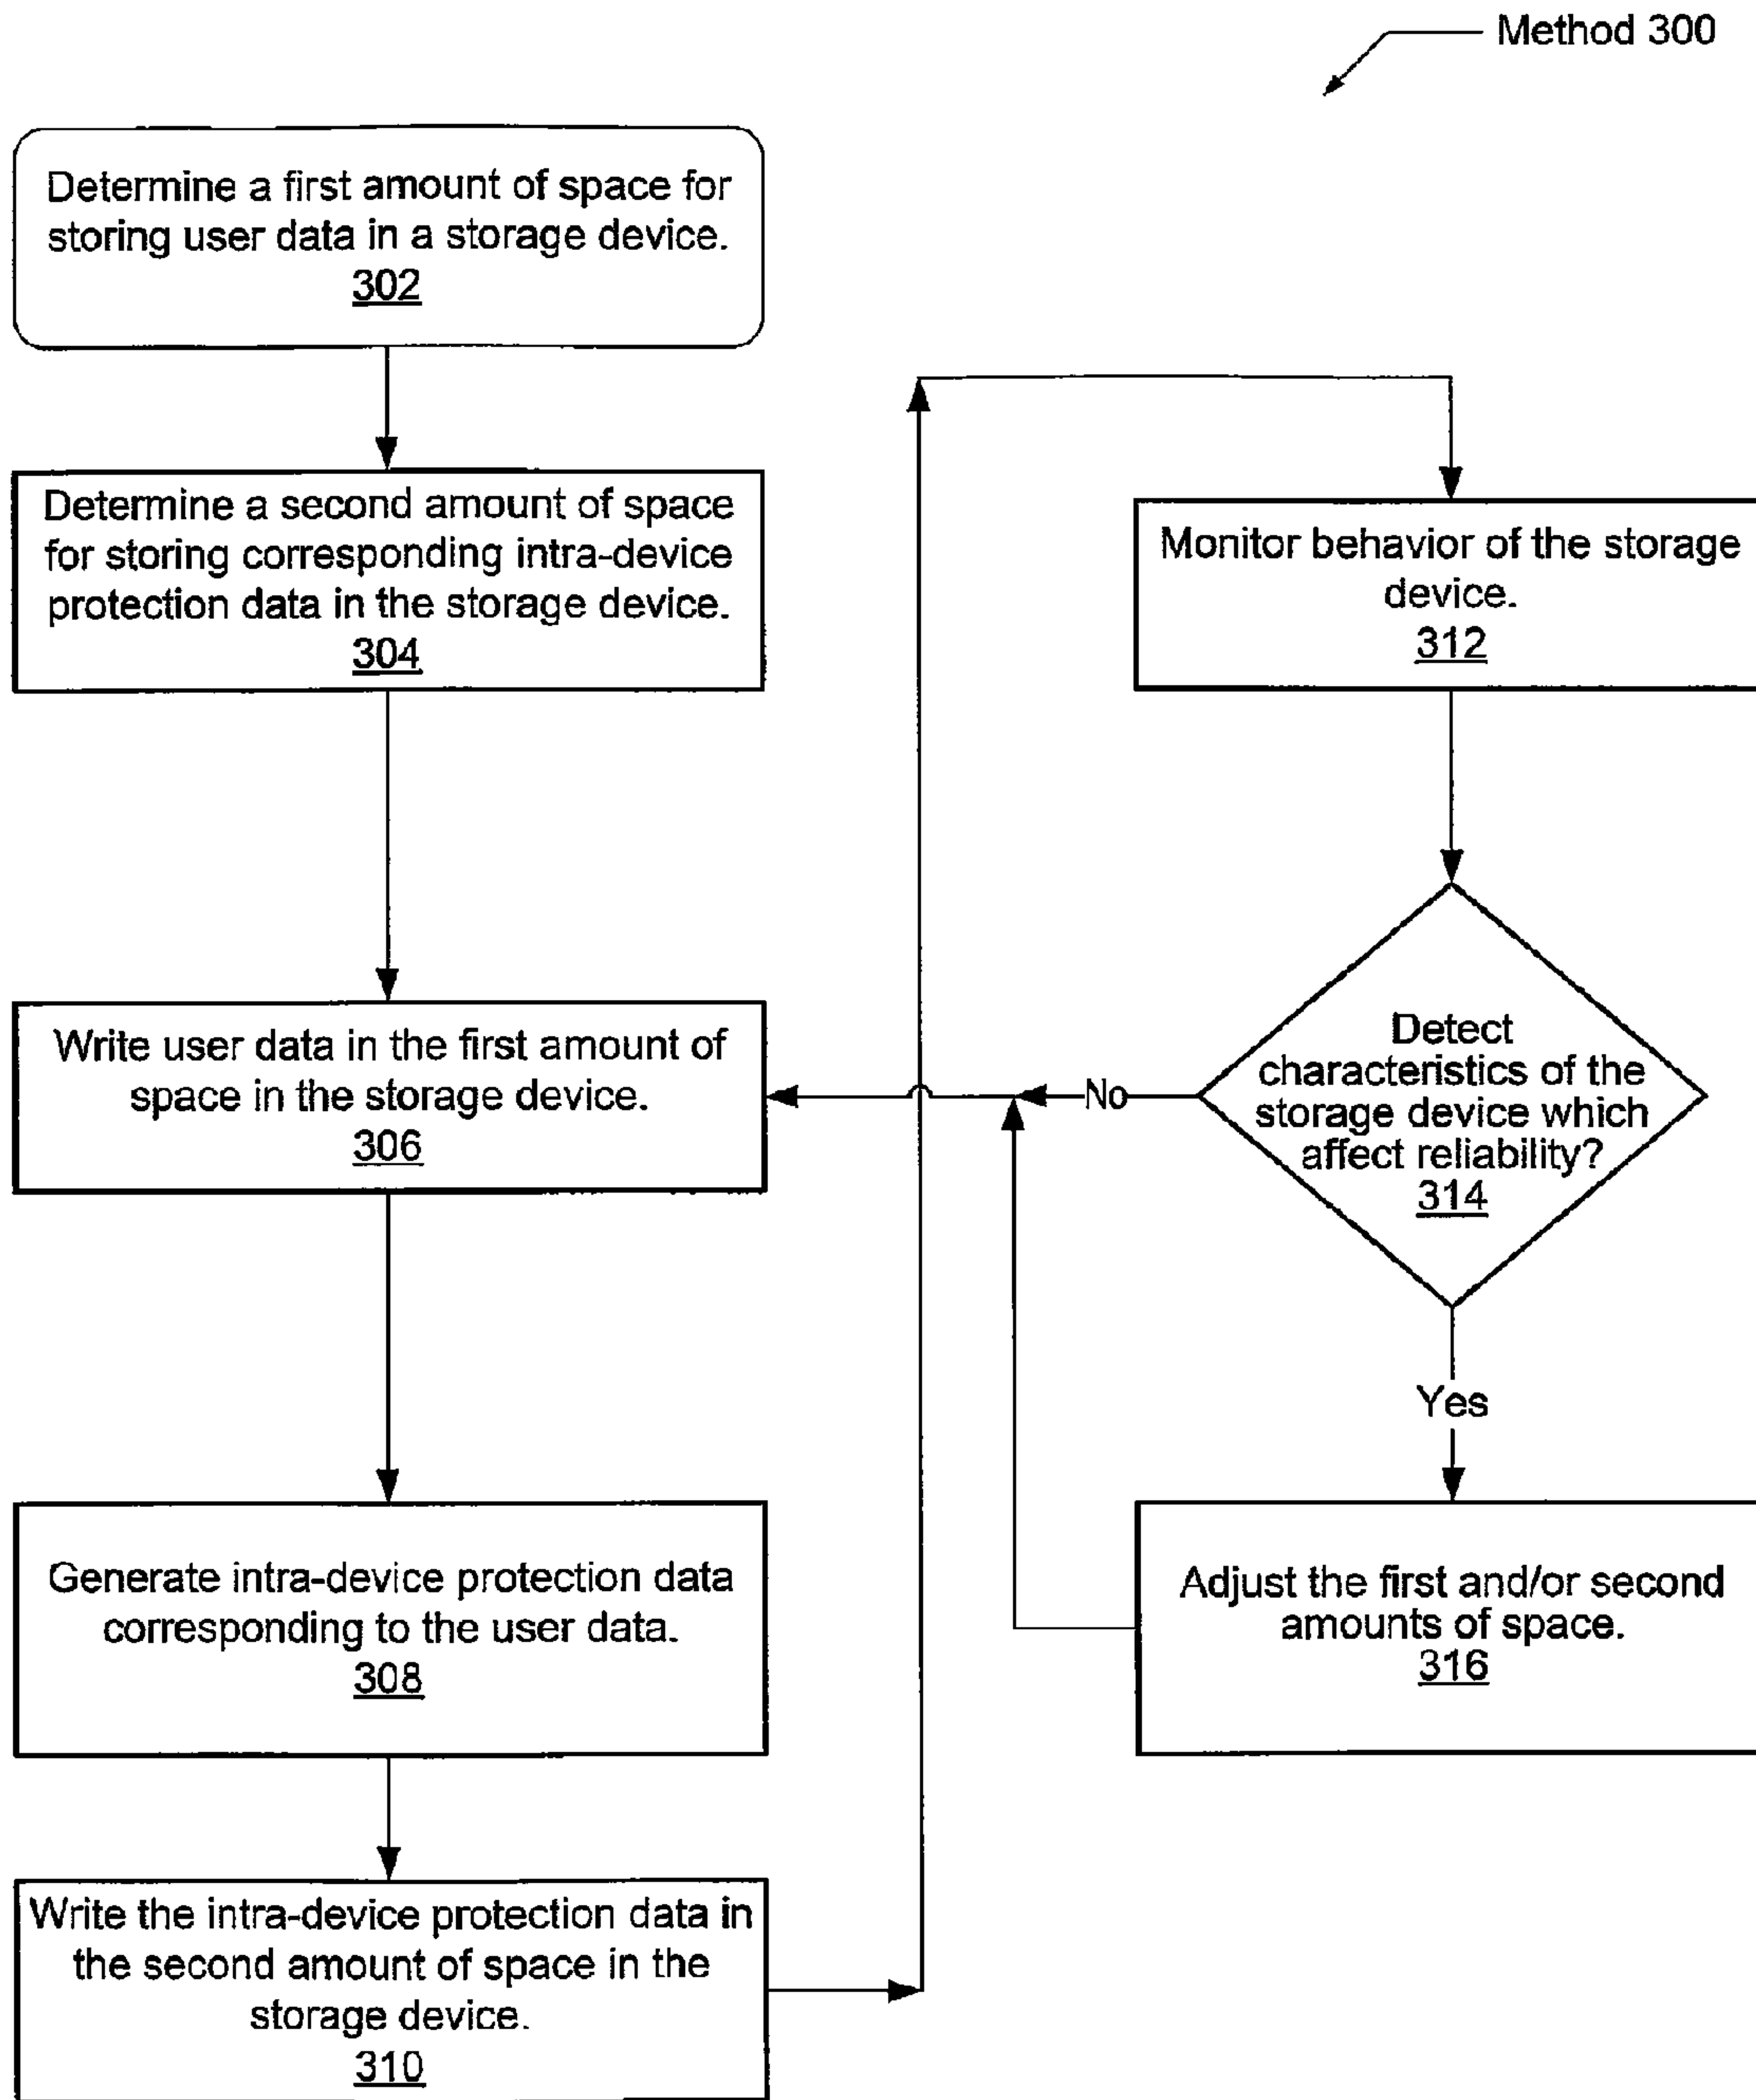 Method 300
Determine a first amount of space for
storing user data in a storage device.
302
Determine a second amount of space
for storing corresponding intra-device
protection data in the storage device.
304
Write user data in the first amount of
space in the storage device.
306
Generate intra-device protection data
corresponding to the user data.
308
Write the intra-device protection data in
the second amount of space in the
storage device.
310
Monitor behavior of the storage
device.
312
Detect
characteristics of the
storage device which
affect reliability?
314
No
Yes
Adjust the first and/or second
amounts of space.
316